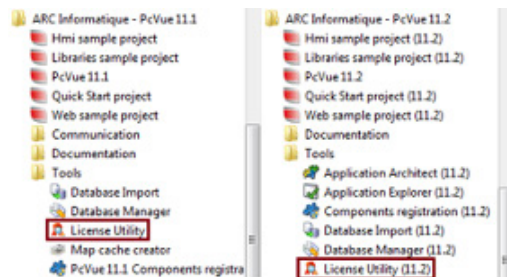 ARC Informatique - PcVue 11.1
Hmi sample project
Libraries sample project
PcVue 11.1
Quick Start project
Web sample project
Communication
Documentation
Tools
Database Import
Database Manager
License Utility
Map cache creator
PcVue 11.1 Components registra
ARC Informatique - PcVue 11.2
Hmi sample project (11.2)
Libraries sample project (11.2)
PcVue 11.2
Quick Start project (11.2)
Web sample project (11.2)
Documentation
Tools
Application Architect (11.2)
Application Explorer (11.2)
Components registration (11.2)
Database Import (11.2)
Database Manager (11.2)
License Utility (11.2)